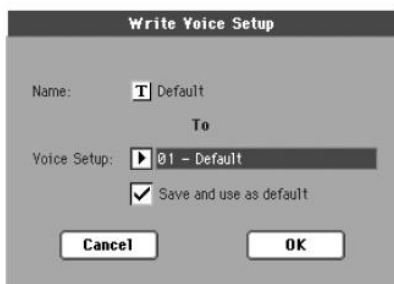 Write Voice Setup
Name: T Default
To
Voice Setup: 01 - Default
Save and use as default
Cancel OK